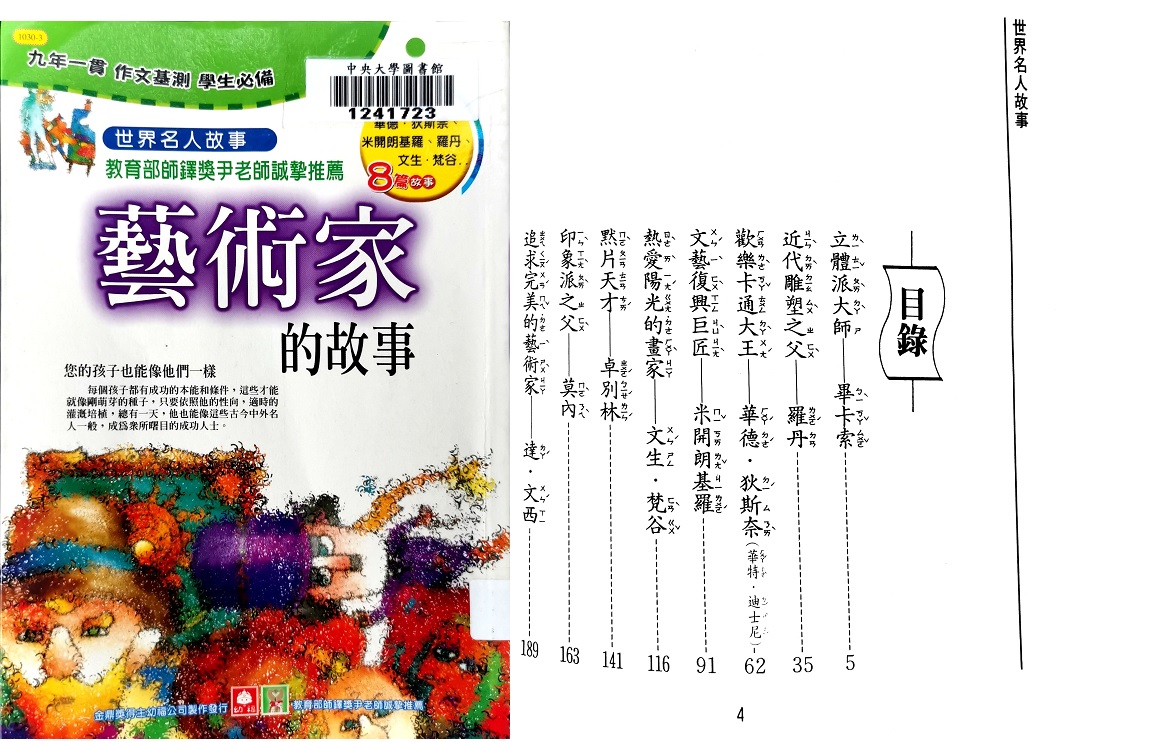 1030-3
九年一貫 作文基測 學生必備
中央大學圖書館
1241723
華德·狄斯奈、
米開朗基羅、羅丹、
文生·梵谷...
8篇故事
世界名人故事
教育部師鐸獎尹老師誠摯推薦
藝術家
的故事
您的孩子也能像他們一樣
每個孩子都有成功的本能和條件,這些才能
就像剛萌芽的種子,只要依照他的性向,適時的
灌溉培植,總有一天,他也能像這些古今中外名
人一般,成為眾所曙目的成功人士。
金鼎獎得主幼福公司製作發行
幼福
教育部師鐸獎尹老師誠摯推薦
世界名人故事
目錄
立體派大師——畢卡索 5
近代雕塑之父——羅丹 35
歡樂卡通大王——華德·狄斯奈(華特 迪士尼) 62
文藝復興巨匠——米開朗基羅 91
熱愛陽光的畫家——文生·梵谷 116
默片天才——卓別林 141
印象派之父——莫內 163
追求完美的藝術家——達·文西 189
4